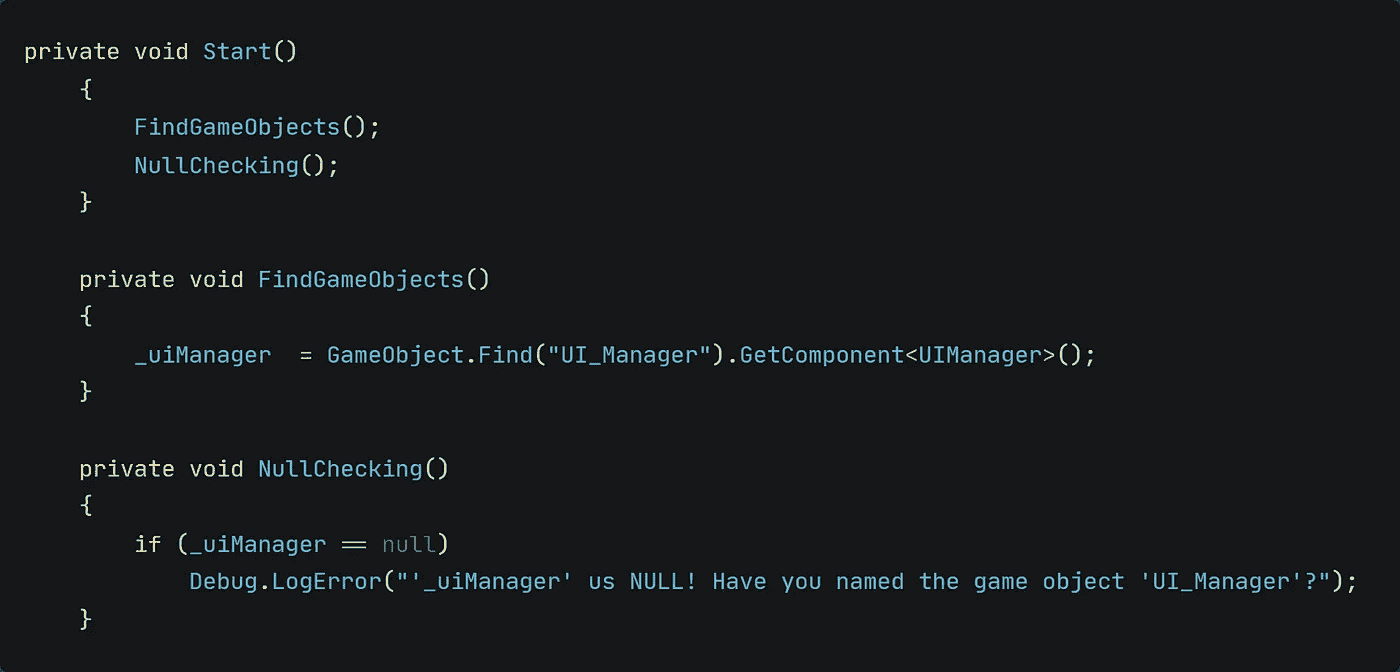 private void Start()
    {
        FindGameObjects();
        NullChecking();
    }

    private void FindGameObjects()
    {
        _uiManager  = GameObject.Find("UI_Manager").GetComponent<UIManager>();
    }

    private void NullChecking()
    {
        if (_uiManager == null)
            Debug.LogError("'_uiManager' us NULL! Have you named the game object 'UI_Manager'?");
    }